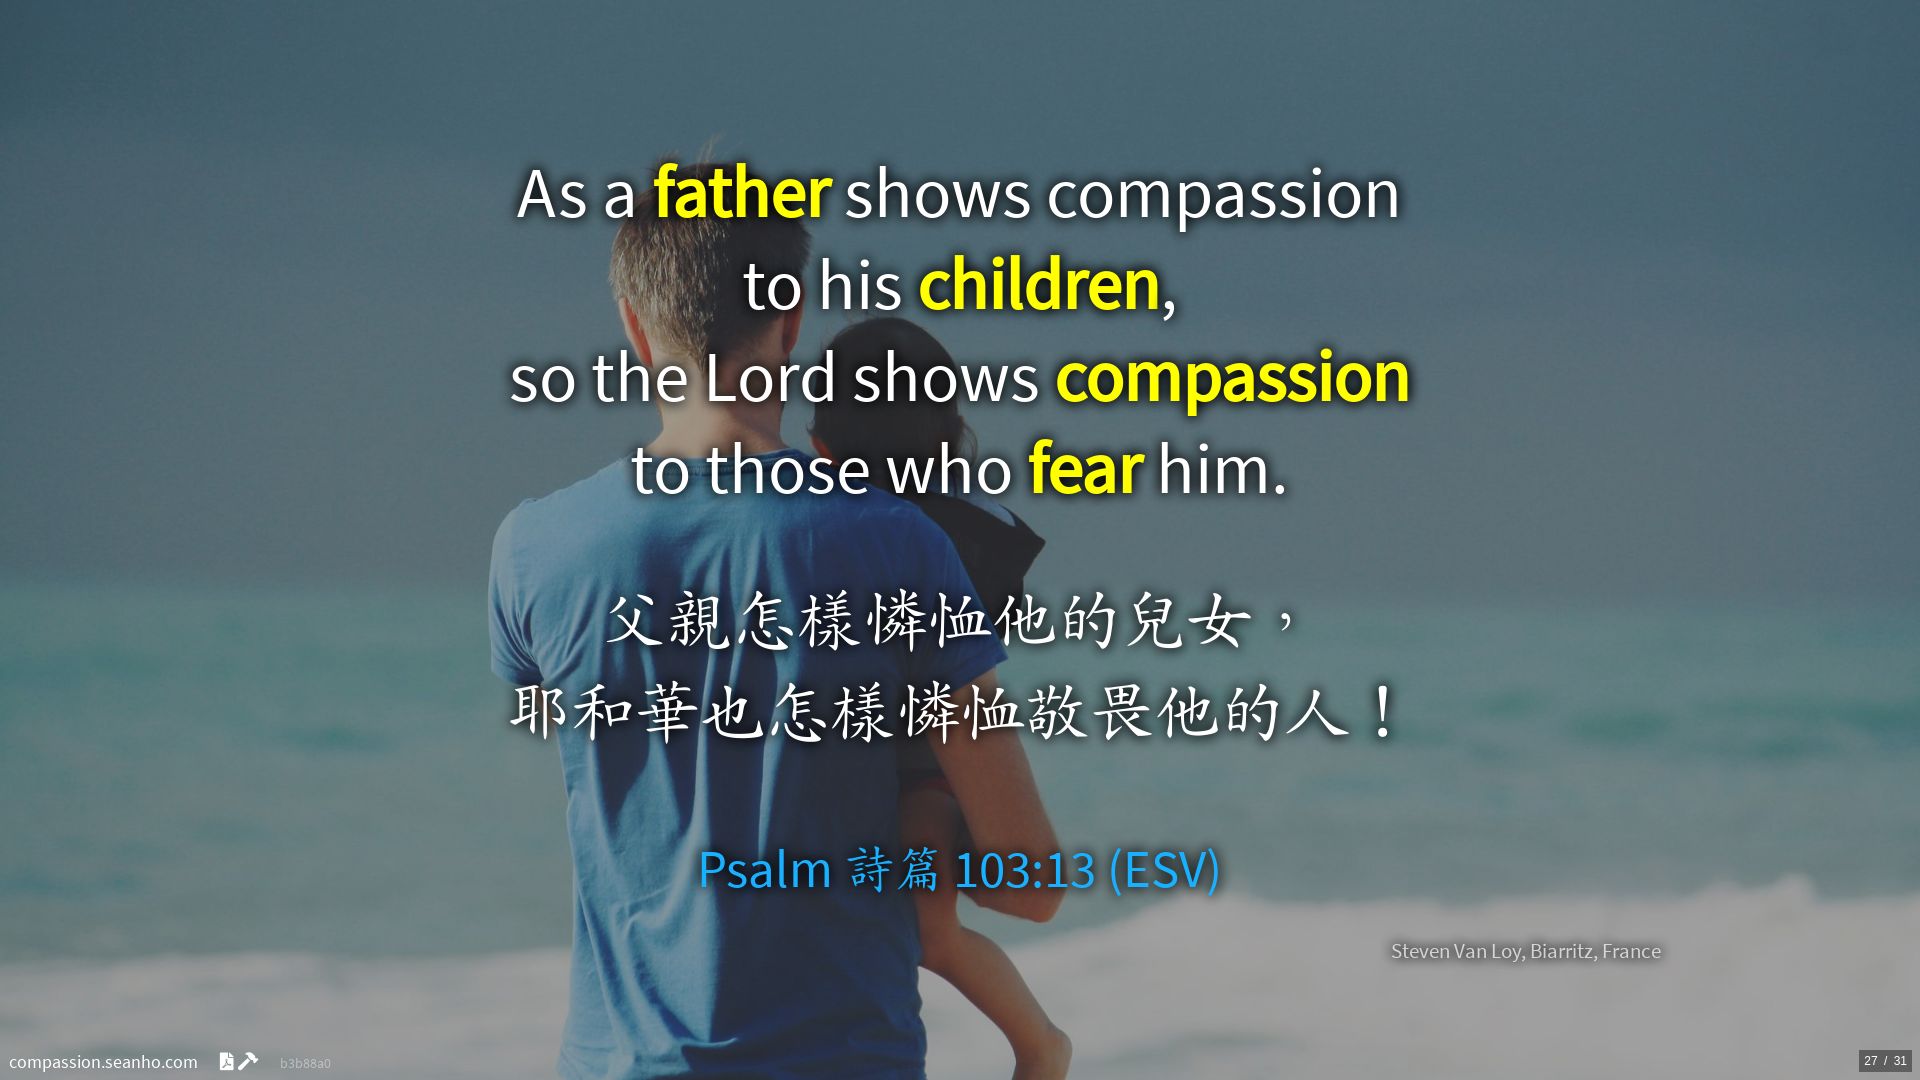 As a father shows compassion
to his children,
so the Lord shows compassion
to those who fear him.
父親怎樣憐恤他的兒女，
耶和華也怎樣憐恤敬畏他的人！
Psalm 詩篇 103:13 (ESV)
Steven Van Loy, Biarritz, France
compassion.seanho.com b3b88a0
27 / 31